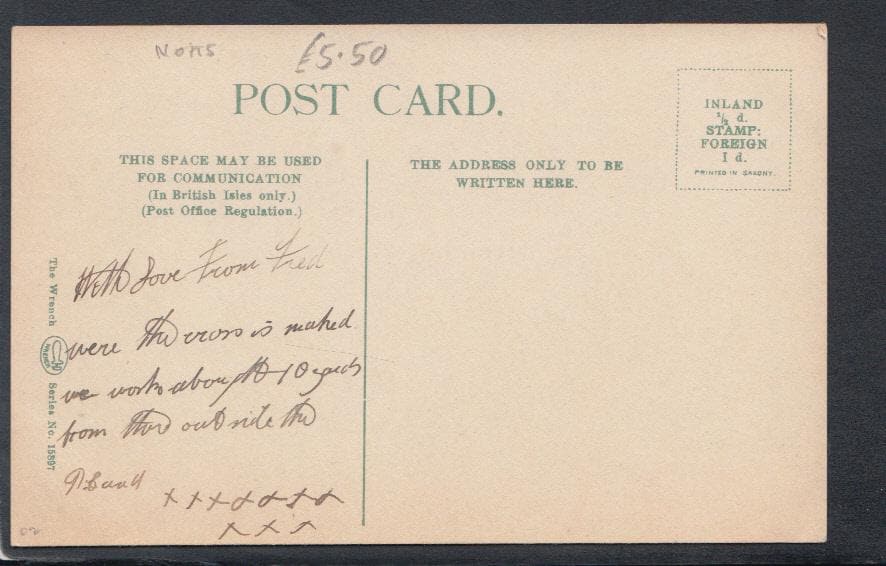 Notts
£5.50
POST CARD.
THIS SPACE MAY BE USED
FOR COMMUNICATION
(In British Isles only.)
(Post Office Regulation.)
THE ADDRESS ONLY TO BE
WRITTEN HERE.
INLAND
½ d.
STAMP:
FOREIGN
1 d.
PRINTED IN SAXONY.
The Wrench Series No. 15897
WRENCH
With Love From Fred
were the cross is maked
we work about 10 yards
from there outside the
xxxxxxx
xxx